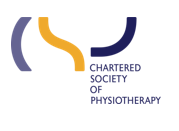 CHARTERED
SOCIETY
OF
PHYSIOTHERAPY